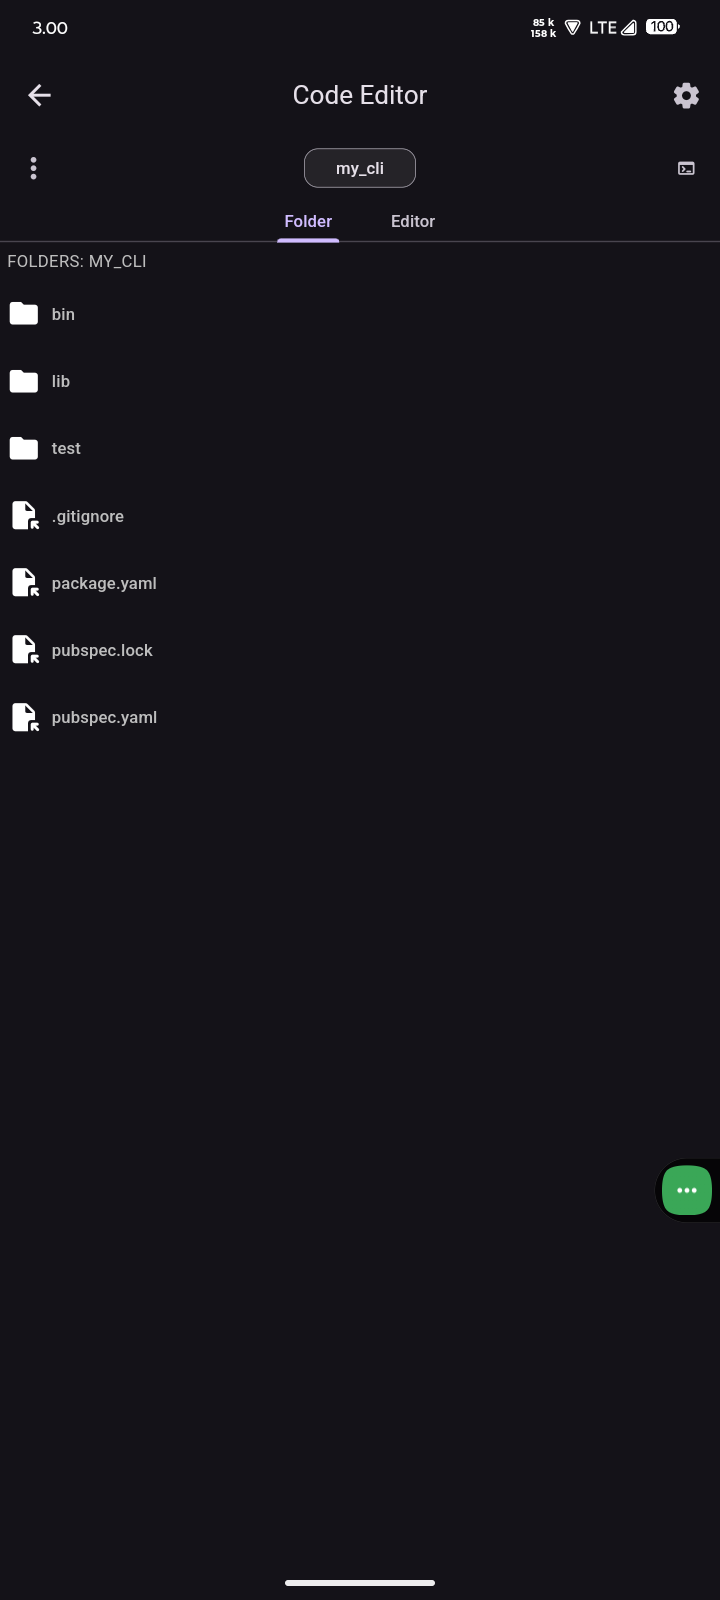 3.00
85 k
158 k
LTE
100
Code Editor
my_cli
Folder
Editor
FOLDERS: MY_CLI
bin
lib
test
.gitignore
package.yaml
pubspec.lock
pubspec.yaml